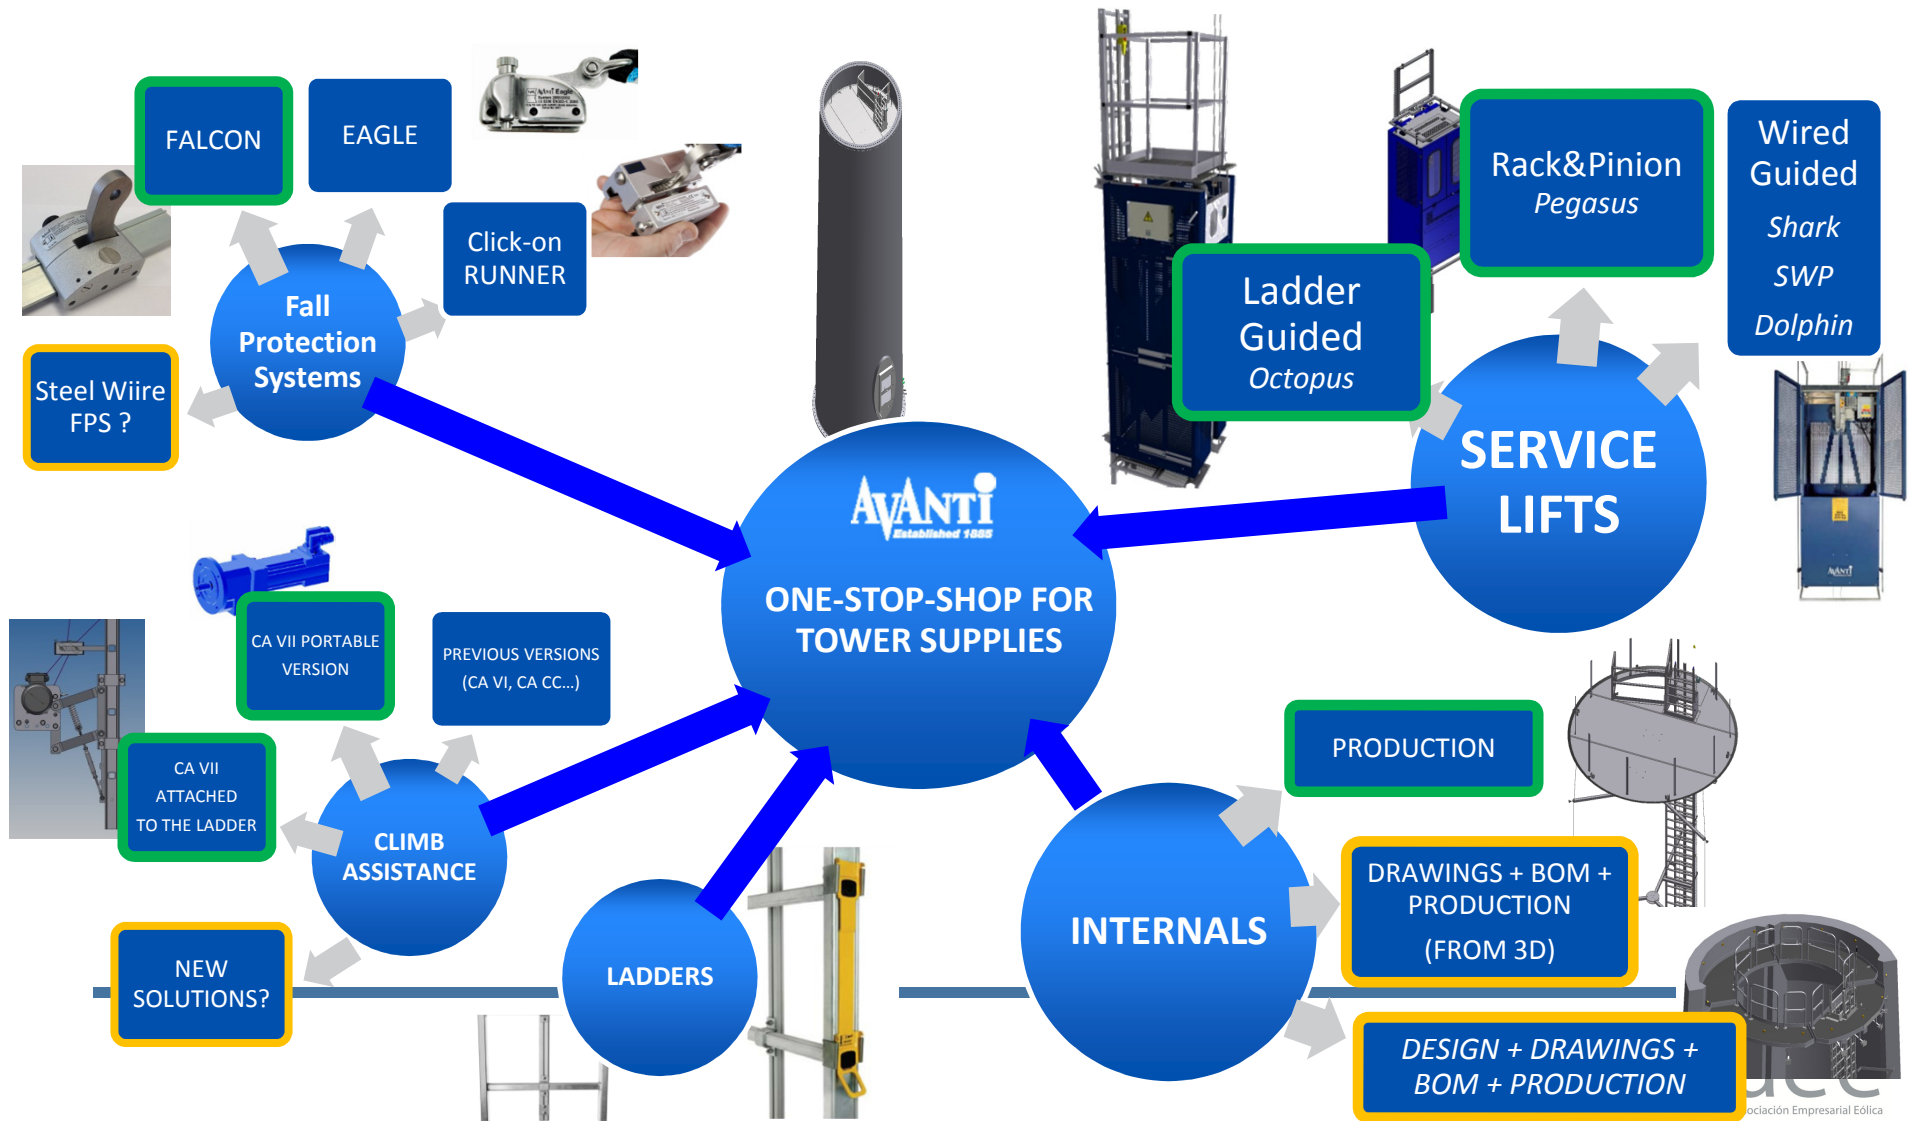 FALCON
EAGLE
Click-on
RUNNER
Fall
Protection
Systems
Steel Wiire
FPS ?
Rack&Pinion
Pegasus
Wired
Guided
Shark
SWP
Dolphin
Ladder
Guided
Octopus
SERVICE
LIFTS
AVANTI
Established 1885
ONE-STOP-SHOP FOR
TOWER SUPPLIES
CA VII PORTABLE
VERSION
PREVIOUS VERSIONS
(CA VI, CA CC...)
CA VII
ATTACHED
TO THE LADDER
CLIMB
ASSISTANCE
NEW
SOLUTIONS?
LADDERS
INTERNALS
PRODUCTION
DRAWINGS + BOM +
PRODUCTION
(FROM 3D)
DESIGN + DRAWINGS +
BOM + PRODUCTION
Avanti Eagle
AVANTI
Empresarial Eólica